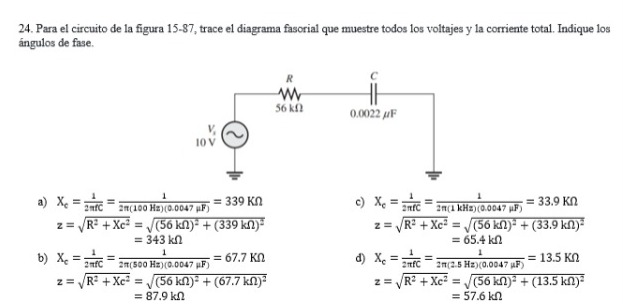 24. Para el circuito de la figura 15-87, trace el diagrama fasorial que muestre todos los voltajes y la corriente total. Indique los
ángulos de fase.
R
C
56 kΩ
0.0022 μF
Vs
10 V
a) Xc = 1/2πfC = 1/2π(100 Hz)(0.0047 μF) = 339 KΩ
z = √R² + Xc² = √(56 kΩ)² + (339 kΩ)²
= 343 kΩ
b) Xc = 1/2πfC = 1/2π(500 Hz)(0.0047 μF) = 67.7 KΩ
z = √R² + Xc² = √(56 kΩ)² + (67.7 kΩ)²
= 87.9 kΩ
c) Xc = 1/2πfC = 1/2π(1 kHz)(0.0047 μF) = 33.9 KΩ
z = √R² + Xc² = √(56 kΩ)² + (33.9 kΩ)²
= 65.4 kΩ
d) Xc = 1/2πfC = 1/2π(2.5 Hz)(0.0047 μF) = 13.5 KΩ
z = √R² + Xc² = √(56 kΩ)² + (13.5 kΩ)²
= 57.6 kΩ